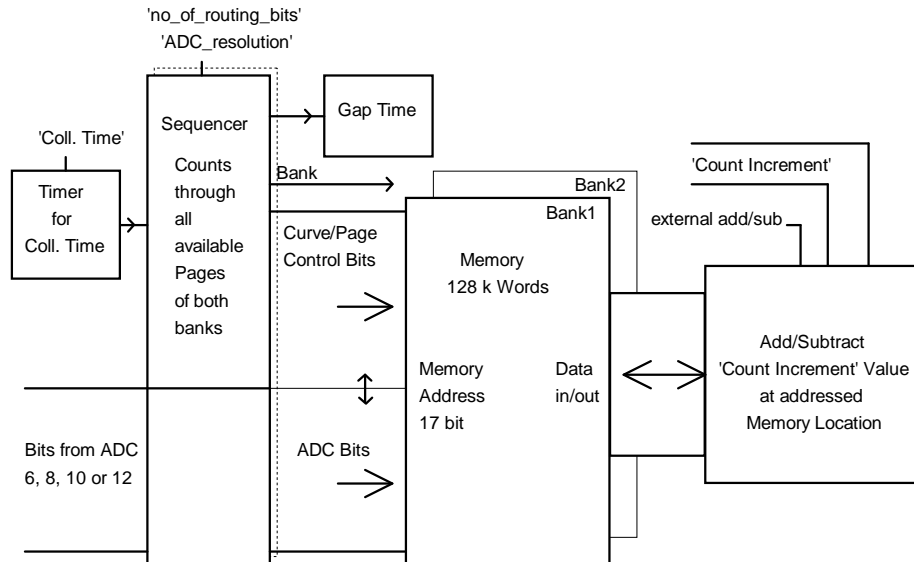 'no_of_routing_bits'
'ADC_resolution'
'Coll. Time'
Timer
for
Coll. Time
Sequencer
Counts
through
all
available
Pages
of both
banks
Gap Time
Bank
Curve/Page
Control Bits
Bank2
Bank1
Memory
128 k Words
Memory
Address
17 bit
Data
in/out
'Count Increment'
external add/sub
Add/Subtract
'Count Increment' Value
at addressed
Memory Location
Bits from ADC
6, 8, 10 or 12
ADC Bits